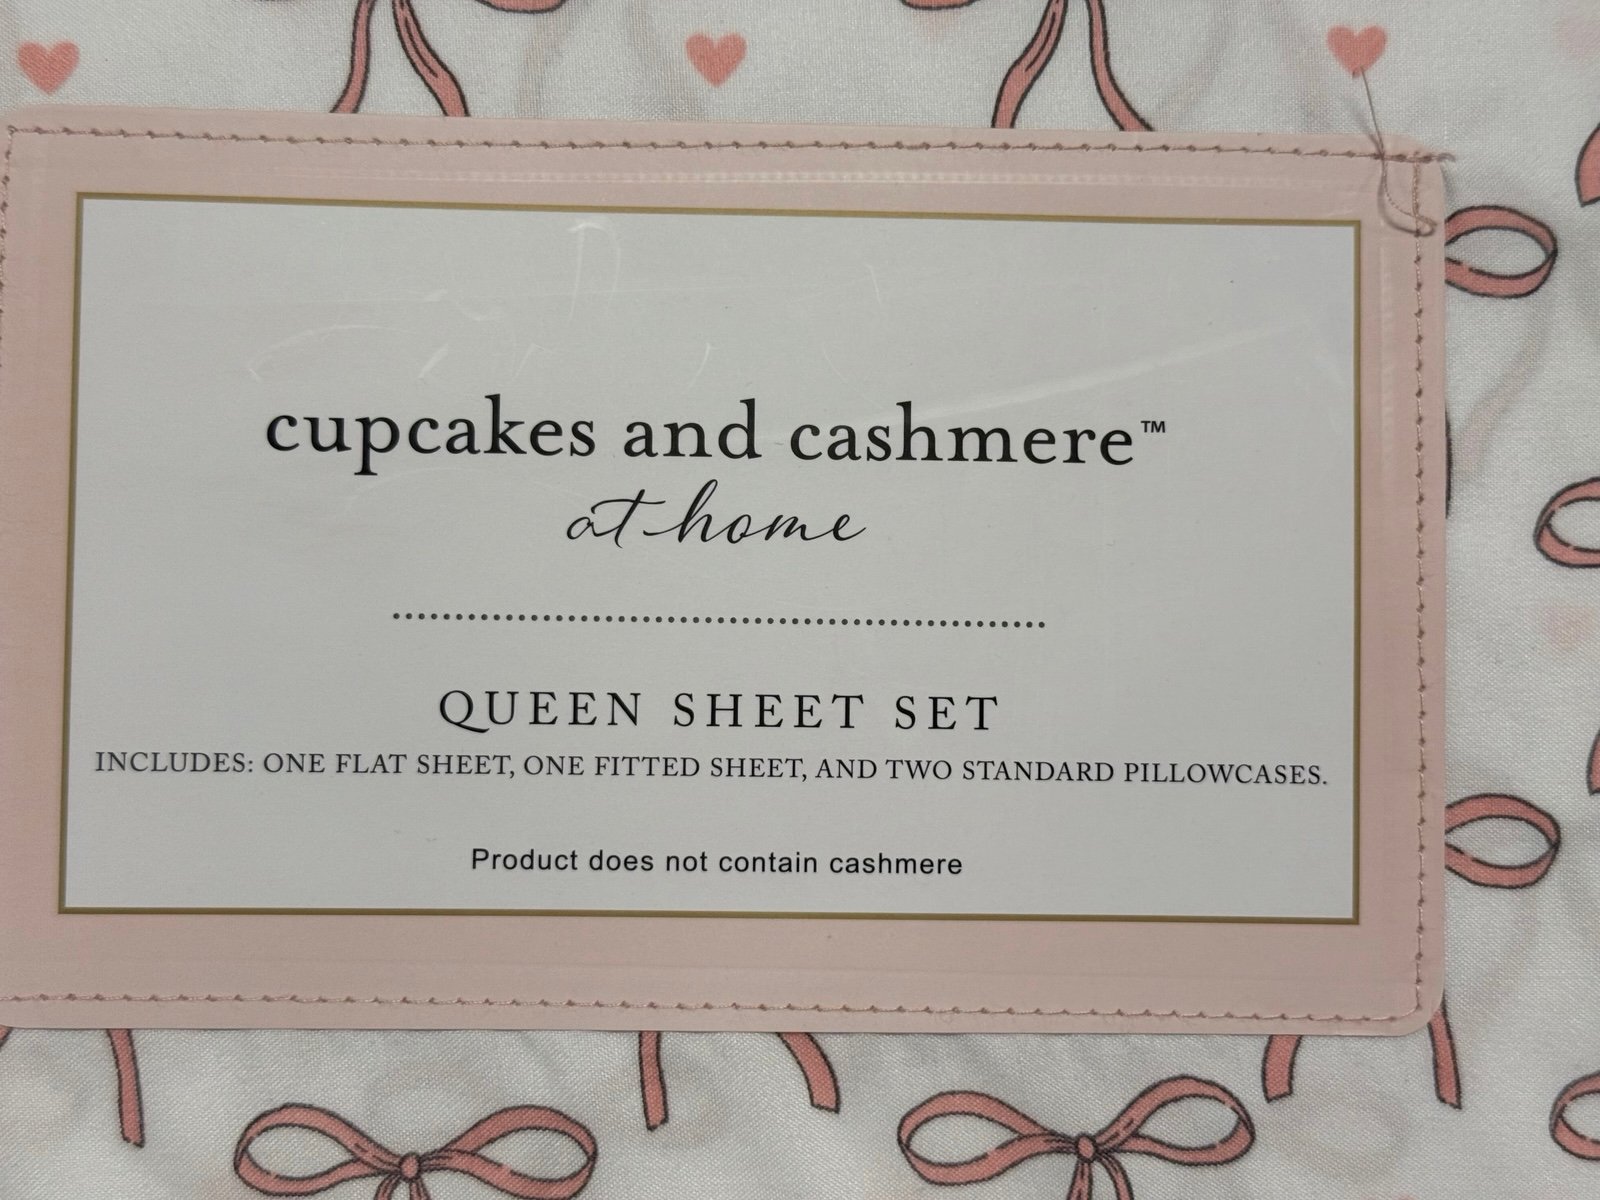 cupcakes and cashmere™
at home
QUEEN SHEET SET
INCLUDES: ONE FLAT SHEET, ONE FITTED SHEET, AND TWO STANDARD PILLOWCASES.
Product does not contain cashmere